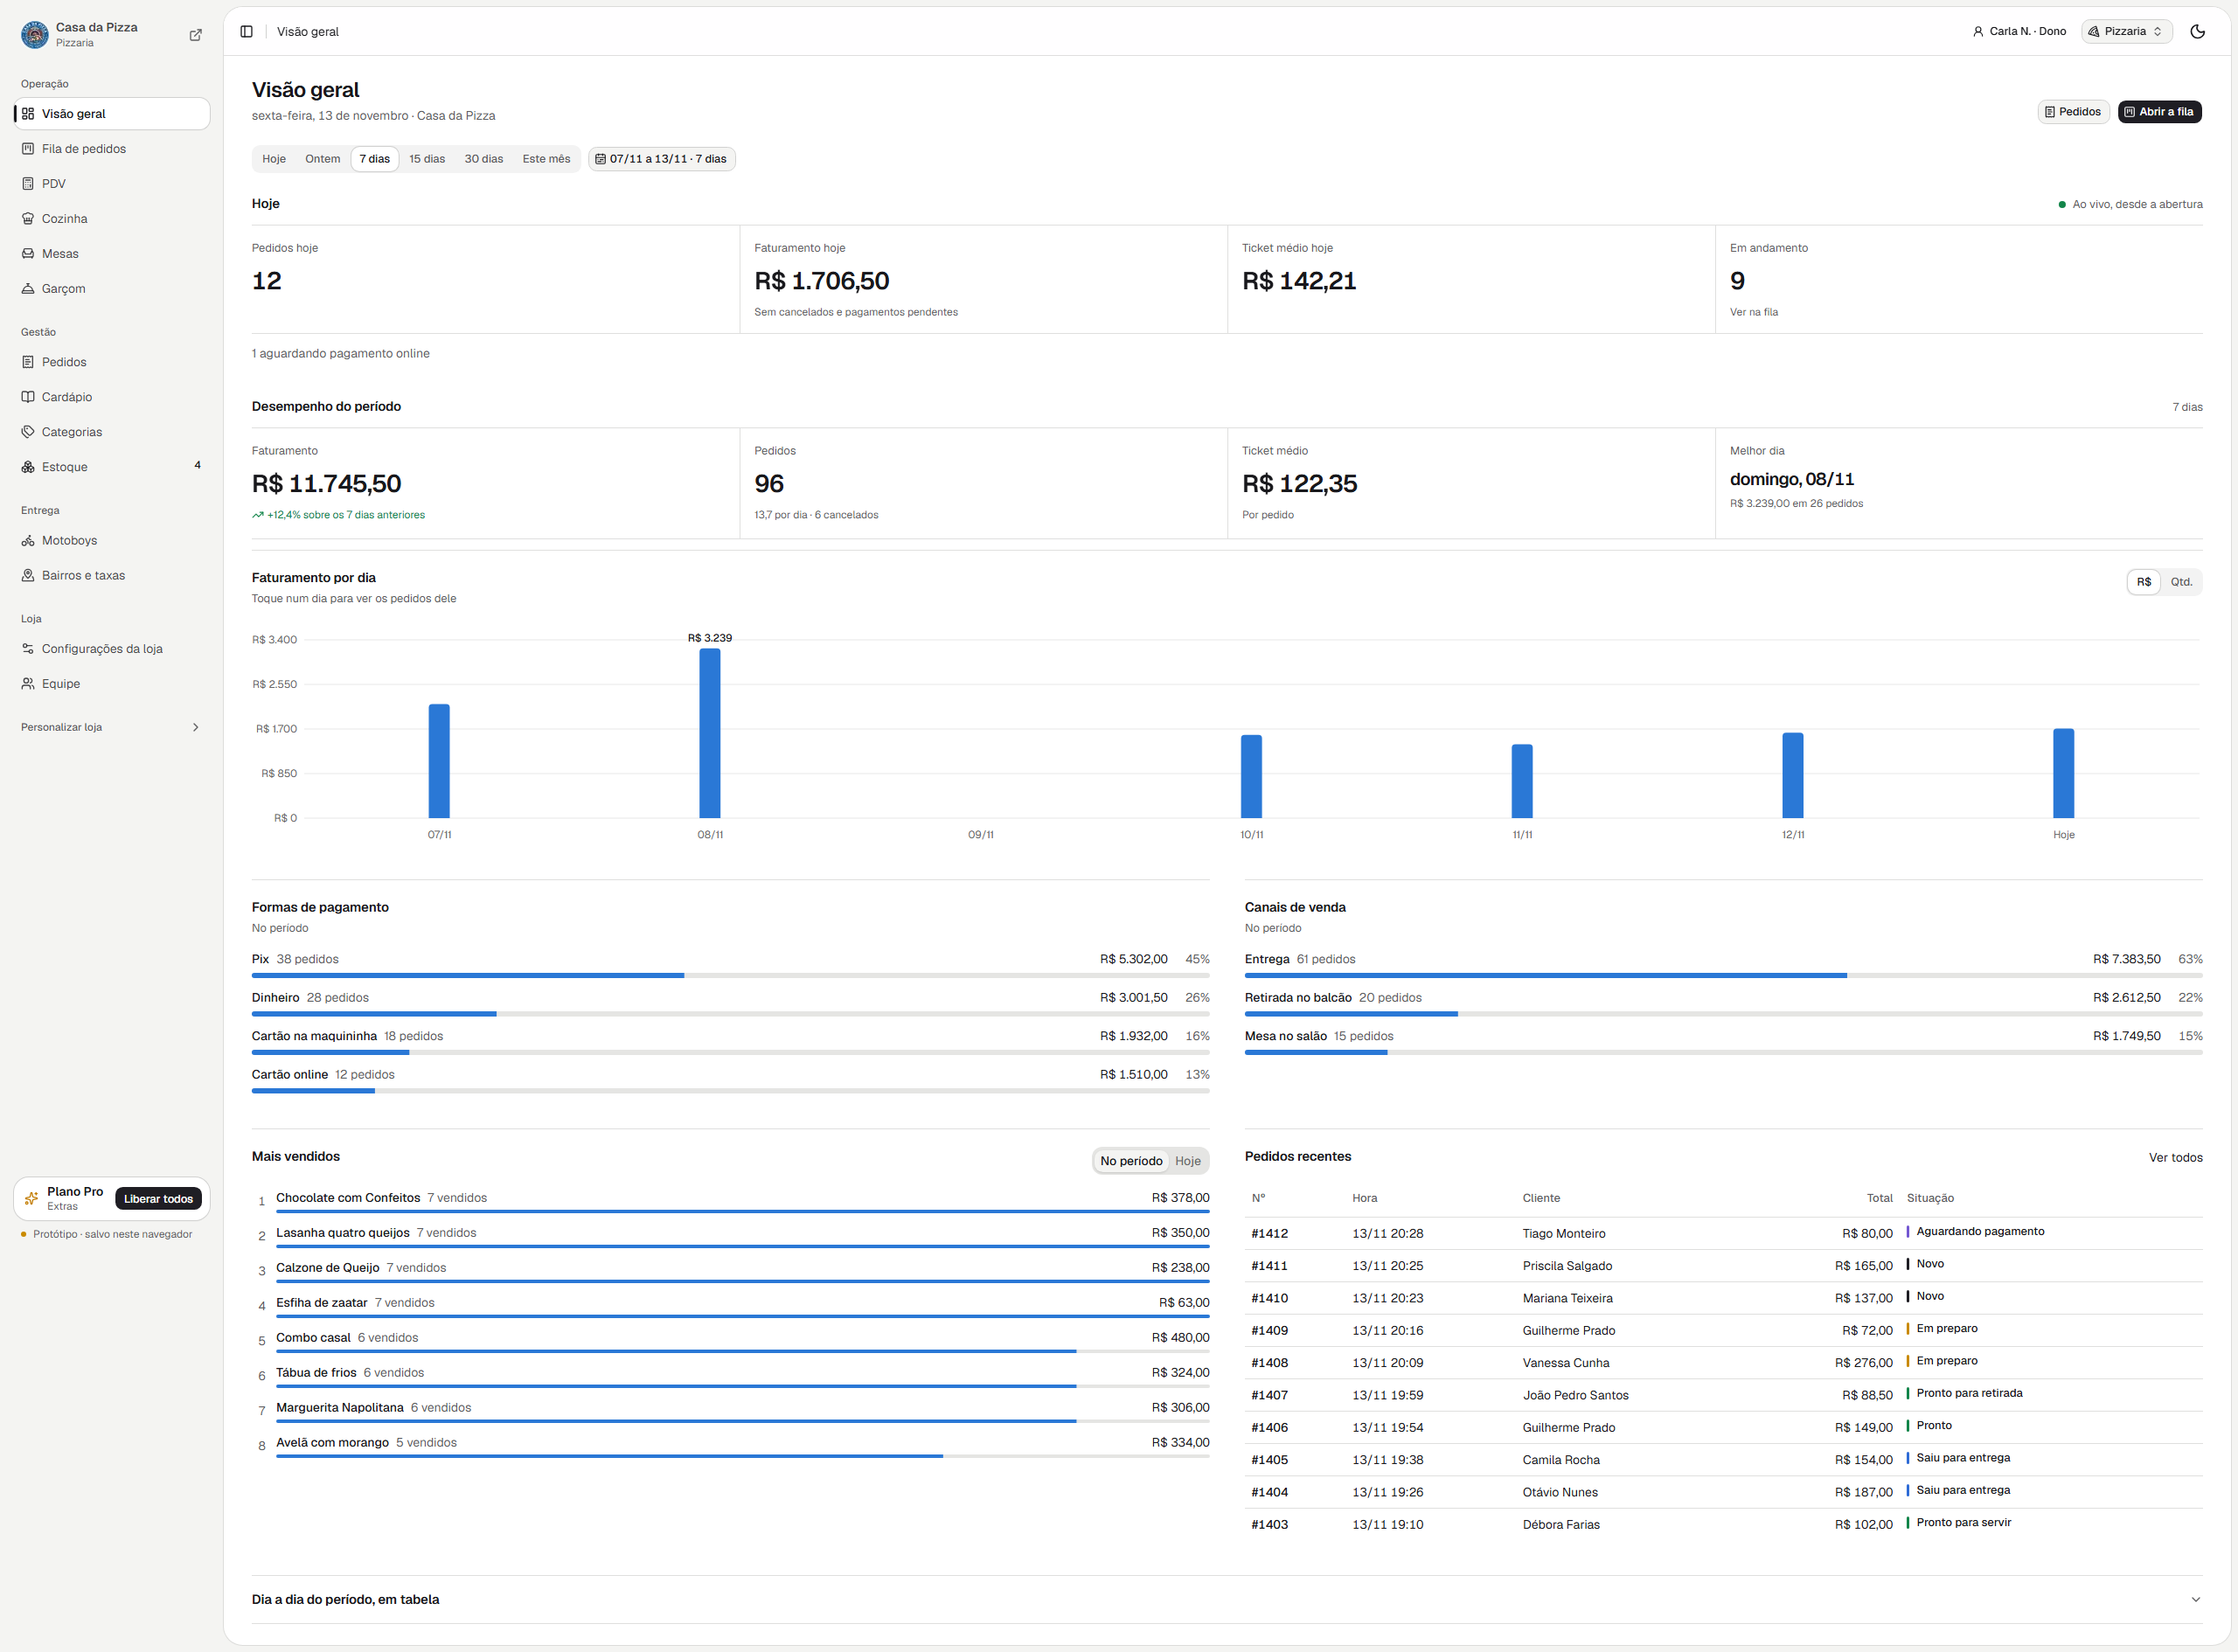 Casa da Pizza
Pizzaria
Operação
Visão geral
Fila de pedidos
PDV
Cozinha
Mesas
Garçom
Gestão
Pedidos
Cardápio
Categorias
Estoque 4
Entrega
Motoboys
Bairros e taxas
Loja
Configurações da loja
Equipe
Personalizar loja
Plano Pro
Extras
Liberar todos
Protótipo · salvo neste navegador
Visão geral
Carla N. · Dono
Pizzaria
Visão geral
sexta-feira, 13 de novembro · Casa da Pizza
Pedidos
Abrir a fila
Hoje Ontem 7 dias 15 dias 30 dias Este mês 07/11 a 13/11 · 7 dias
Hoje
Ao vivo, desde a abertura
Pedidos hoje
12
Faturamento hoje
R$ 1.706,50
Sem cancelados e pagamentos pendentes
Ticket médio hoje
R$ 142,21
Em andamento
9
Ver na fila
1 aguardando pagamento online
Desempenho do período
7 dias
Faturamento
R$ 11.745,50
+12,4% sobre os 7 dias anteriores
Pedidos
96
13,7 por dia · 6 cancelados
Ticket médio
R$ 122,35
Por pedido
Melhor dia
domingo, 08/11
R$ 3.239,00 em 26 pedidos
Faturamento por dia
Toque num dia para ver os pedidos dele
R$ Qtd.
R$ 3.400
R$ 2.550
R$ 1.700
R$ 850
R$ 0
R$ 3.239
07/11 08/11 09/11 10/11 11/11 12/11 Hoje
Formas de pagamento
No período
Pix 38 pedidos R$ 5.302,00 45%
Dinheiro 28 pedidos R$ 3.001,50 26%
Cartão na maquininha 18 pedidos R$ 1.932,00 16%
Cartão online 12 pedidos R$ 1.510,00 13%
Canais de venda
No período
Entrega 61 pedidos R$ 7.383,50 63%
Retirada no balcão 20 pedidos R$ 2.612,50 22%
Mesa no salão 15 pedidos R$ 1.749,50 15%
Mais vendidos
No período Hoje
1 Chocolate com Confeitos 7 vendidos R$ 378,00
2 Lasanha quatro queijos 7 vendidos R$ 350,00
3 Calzone de Queijo 7 vendidos R$ 238,00
4 Esfiha de zaatar 7 vendidos R$ 63,00
5 Combo casal 6 vendidos R$ 480,00
6 Tábua de frios 6 vendidos R$ 324,00
7 Marguerita Napolitana 6 vendidos R$ 306,00
8 Avelã com morango 5 vendidos R$ 334,00
Pedidos recentes
Ver todos
Nº Hora Cliente Total Situação
#1412 13/11 20:28 Tiago Monteiro R$ 80,00 Aguardando pagamento
#1411 13/11 20:25 Priscila Salgado R$ 165,00 Novo
#1410 13/11 20:23 Mariana Teixeira R$ 137,00 Novo
#1409 13/11 20:16 Guilherme Prado R$ 72,00 Em preparo
#1408 13/11 20:09 Vanessa Cunha R$ 276,00 Em preparo
#1407 13/11 19:59 João Pedro Santos R$ 88,50 Pronto para retirada
#1406 13/11 19:54 Guilherme Prado R$ 149,00 Pronto
#1405 13/11 19:38 Camila Rocha R$ 154,00 Saiu para entrega
#1404 13/11 19:26 Otávio Nunes R$ 187,00 Saiu para entrega
#1403 13/11 19:10 Débora Farias R$ 102,00 Pronto para servir
Dia a dia do período, em tabela